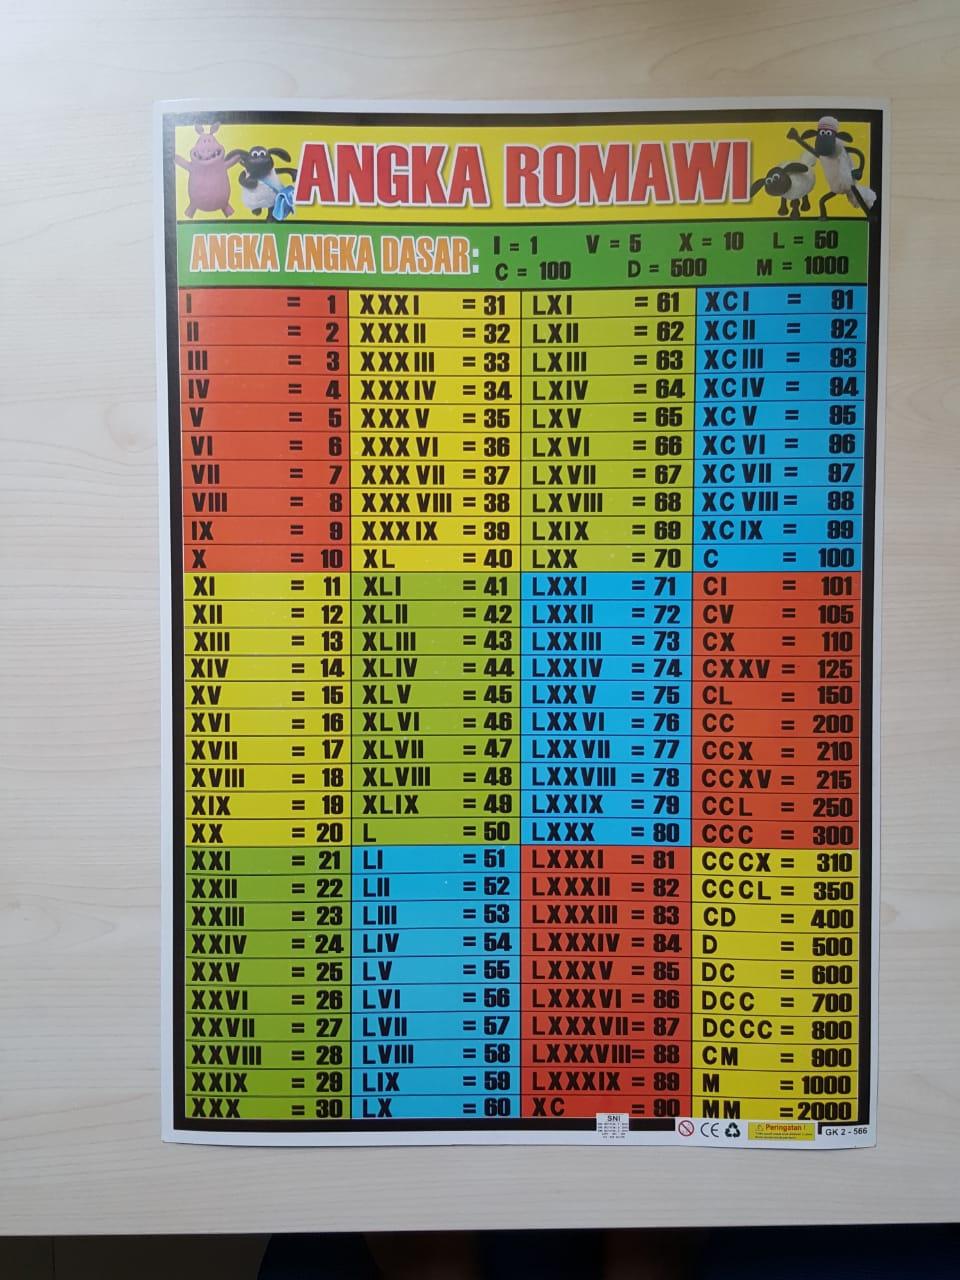 ANGKA ROMAWI
ANGKA ANGKA DASAR:
I = 1 V = 5 X = 10 L = 50
C = 100 D = 500 M = 1000
I = 1
II = 2
III = 3
IV = 4
V = 5
VI = 6
VII = 7
VIII = 8
IX = 9
X = 10
XI = 11
XII = 12
XIII = 13
XIV = 14
XV = 15
XVI = 16
XVII = 17
XVIII = 18
XIX = 19
XX = 20
XXI = 21
XXII = 22
XXIII = 23
XXIV = 24
XXV = 25
XXVI = 26
XXVII = 27
XXVIII = 28
XXIX = 29
XXX = 30
XXXI = 31
XXXII = 32
XXXIII = 33
XXXIV = 34
XXXV = 35
XXXVI = 36
XXXVII = 37
XXXVIII = 38
XXXIX = 39
XL = 40
XLI = 41
XLII = 42
XLIII = 43
XLIV = 44
XLV = 45
XLVI = 46
XLVII = 47
XLVIII = 48
XLIX = 49
L = 50
LI = 51
LII = 52
LIII = 53
LIV = 54
LV = 55
LVI = 56
LVII = 57
LVIII = 58
LIX = 59
LX = 60
LXI = 61
LXII = 62
LXIII = 63
LXIV = 64
LXV = 65
LXVI = 66
LXVII = 67
LXVIII = 68
LXIX = 69
LXX = 70
LXXI = 71
LXXII = 72
LXXIII = 73
LXXIV = 74
LXXV = 75
LXXVI = 76
LXXVII = 77
LXXVIII = 78
LXXIX = 79
LXXX = 80
LXXXI = 81
LXXXII = 82
LXXXIII = 83
LXXXIV = 84
LXXXV = 85
LXXXVI = 86
LXXXVII = 87
LXXXVIII = 88
LXXXIX = 89
XC = 90
XCI = 91
XCII = 92
XCIII = 93
XCIV = 94
XCV = 95
XCVI = 96
XCVII = 97
XCVIII = 98
XCIX = 99
C = 100
CI = 101
CV = 105
CX = 110
CXXV = 125
CL = 150
CC = 200
CCX = 210
CCXV = 215
CCL = 250
CCC = 300
CCCX = 310
CCCL = 350
CD = 400
D = 500
DC = 600
DCC = 700
DCCC = 800
CM = 900
M = 1000
MM = 2000
SNI
CE
Peringatan !
GK 2 - 566